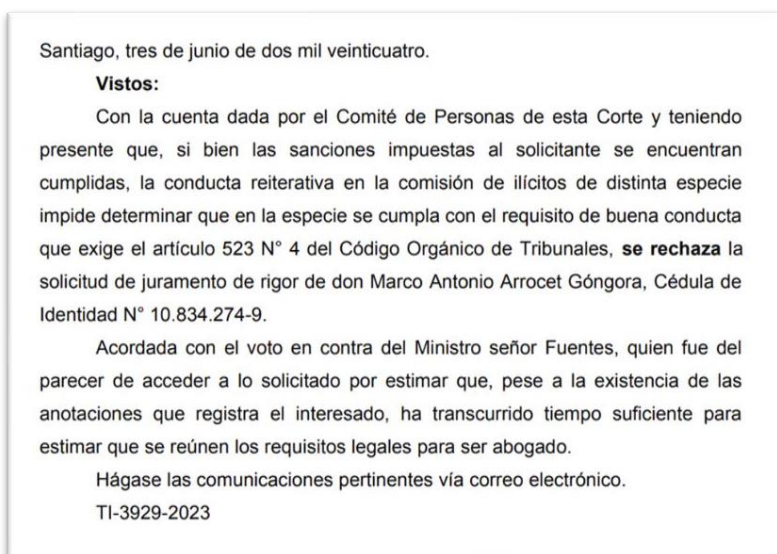 Santiago, tres de junio de dos mil veinticuatro.
Vistos:
Con la cuenta dada por el Comité de Personas de esta Corte y teniendo
presente que, si bien las sanciones impuestas al solicitante se encuentran
cumplidas, la conducta reiterativa en la comisión de ilícitos de distinta especie
impide determinar que en la especie se cumpla con el requisito de buena conducta
que exige el artículo 523 N° 4 del Código Orgánico de Tribunales, se rechaza la
solicitud de juramento de rigor de don Marco Antonio Arrocet Góngora, Cédula de
Identidad N° 10.834.274-9.
Acordada con el voto en contra del Ministro señor Fuentes, quien fue del
parecer de acceder a lo solicitado por estimar que, pese a la existencia de las
anotaciones que registra el interesado, ha transcurrido tiempo suficiente para
estimar que se reúnen los requisitos legales para ser abogado.
Hágase las comunicaciones pertinentes vía correo electrónico.
TI-3929-2023